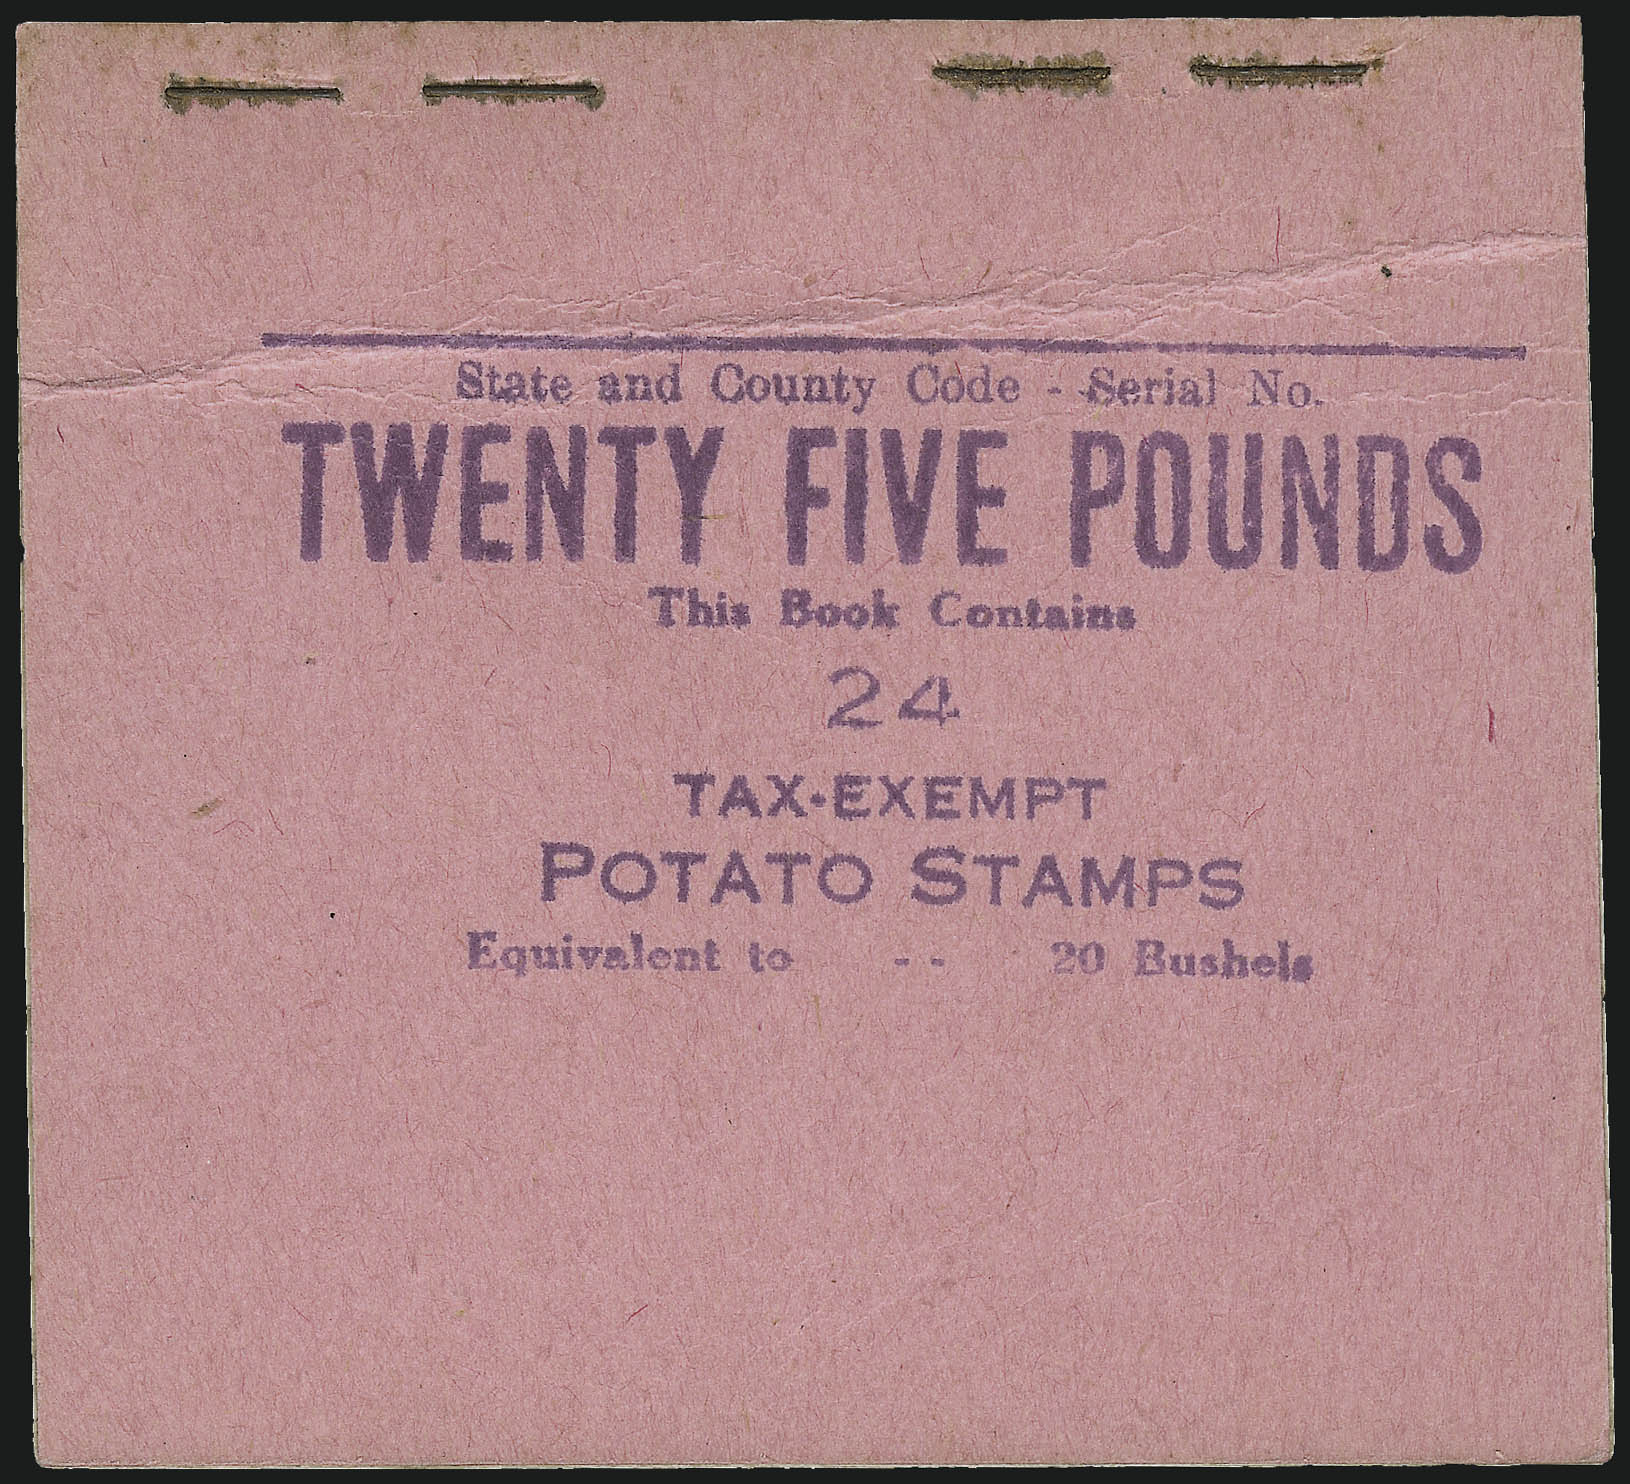 State and County Code - Serial No.
TWENTY FIVE POUNDS
This Book Contains
24
TAX-EXEMPT
POTATO STAMPS
Equivalent to -- 20 Bushels